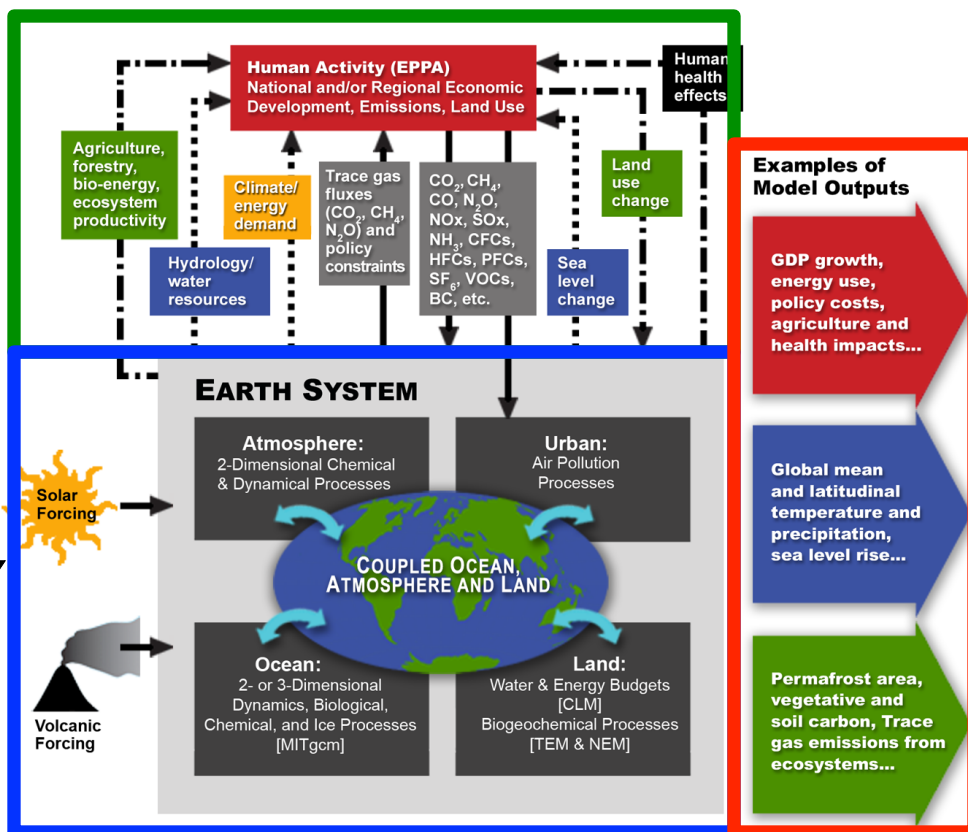 Human Activity (EPPA)
National and/or Regional Economic
Development, Emissions, Land Use
Human
health
effects
Agriculture,
forestry,
bio-energy,
ecosystem
productivity
Hydrology/
water
resources
Climate/
energy
demand
Trace gas
fluxes
(CO₂, CH₄,
N₂O) and
policy
constraints
CO₂, CH₄,
CO, N₂O,
NOx, SOx,
NH₃, CFCs,
HFCs, PFCs,
SF₆, VOCs,
BC, etc.
Sea
level
change
Land
use
change
EARTH SYSTEM
Atmosphere:
2-Dimensional Chemical
& Dynamical Processes
Urban:
Air Pollution
Processes
Solar
Forcing
COUPLED OCEAN,
ATMOSPHERE AND LAND
Volcanic
Forcing
Ocean:
2- or 3-Dimensional
Dynamics, Biological,
Chemical, and Ice Processes
[MITgcm]
Land:
Water & Energy Budgets
[CLM]
Biogeochemical Processes
[TEM & NEM]
Examples of
Model Outputs
GDP growth,
energy use,
policy costs,
agriculture and
health impacts...
Global mean
and latitudinal
temperature and
precipitation,
sea level rise...
Permafrost area,
vegetative and
soil carbon, Trace
gas emissions from
ecosystems...